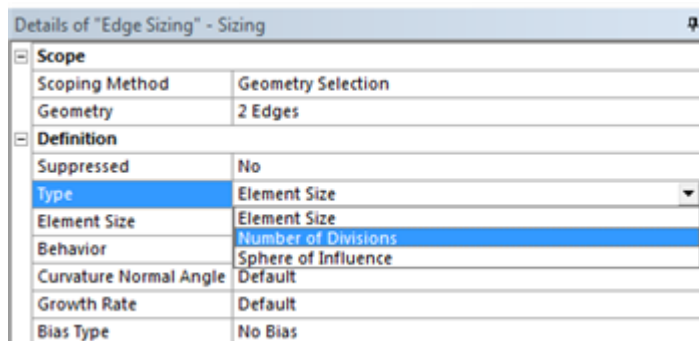 Details of "Edge Sizing" - Sizing
Scope
Scoping Method Geometry Selection
Geometry 2 Edges
Definition
Suppressed No
Type Element Size
Element Size Element Size
Number of Divisions
Behavior Sphere of Influence
Curvature Normal Angle Default
Growth Rate Default
Bias Type No Bias